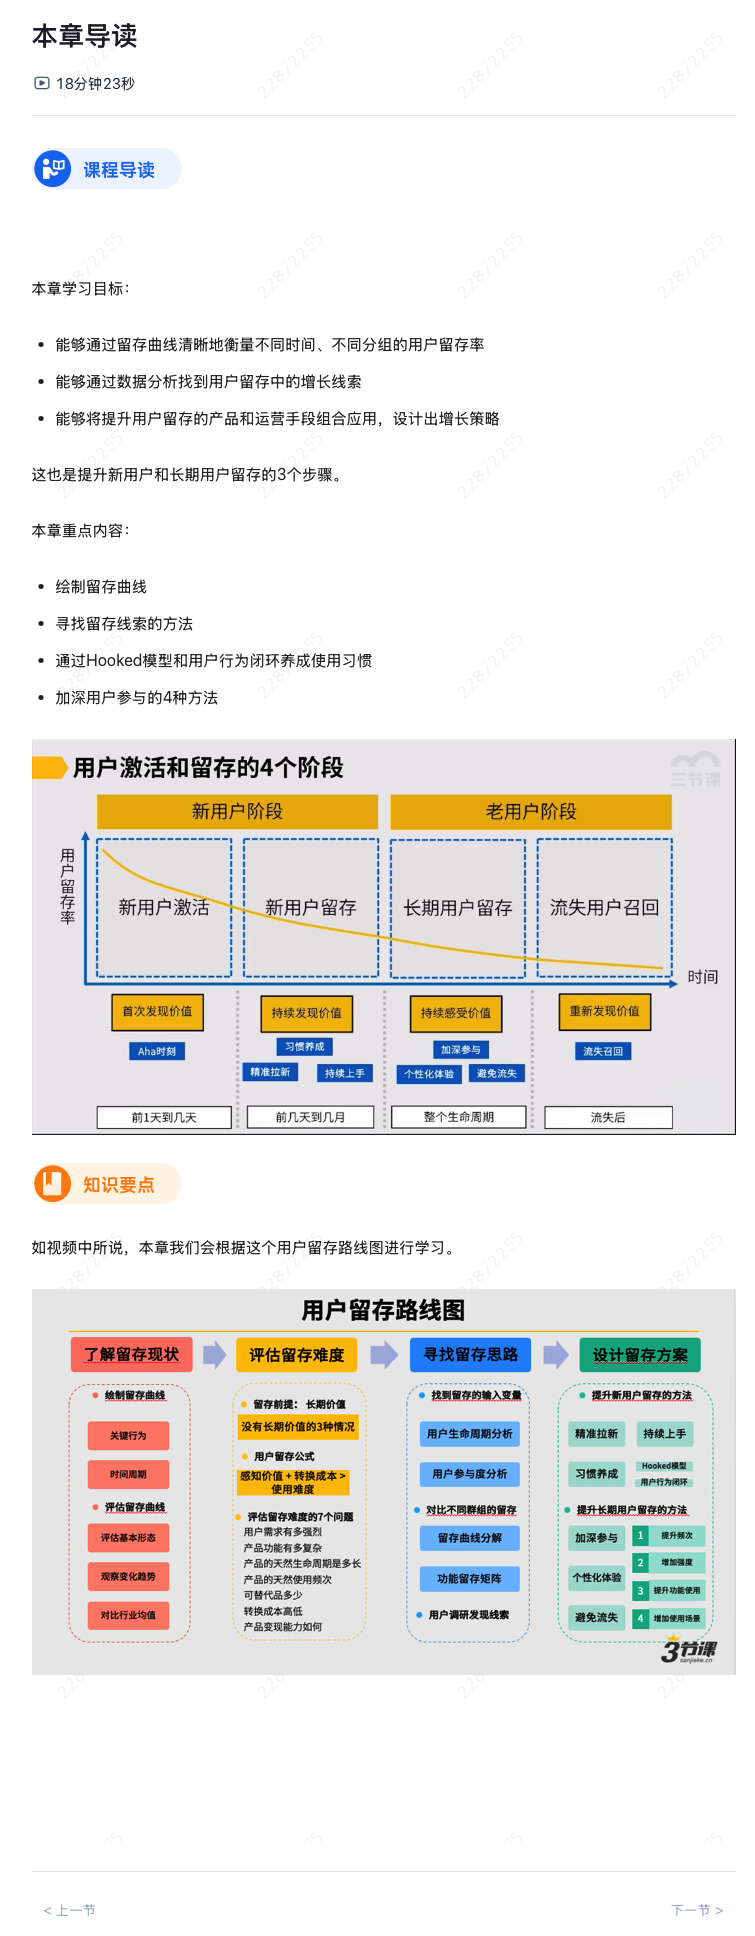 本章导读
18分钟23秒
课程导读
本章学习目标：
能够通过留存曲线清晰地衡量不同时间、不同分组的用户留存率
能够通过数据分析找到用户留存中的增长线索
能够将提升用户留存的产品和运营手段组合应用，设计出增长策略
这也是提升新用户和长期用户留存的3个步骤。
本章重点内容：
绘制留存曲线
寻找留存线索的方法
通过Hooked模型和用户行为闭环养成使用习惯
加深用户参与的4种方法
用户激活和留存的4个阶段
三节课
新用户阶段 老用户阶段
用户留存率
新用户激活 新用户留存 长期用户留存 流失用户召回
时间
首次发现价值 持续发现价值 持续感受价值 重新发现价值
Aha时刻 习惯养成 加深参与 流失召回
精准拉新 持续上手 个性化体验 避免流失
前1天到几天 前几天到几月 整个生命周期 流失后
知识要点
如视频中所说，本章我们会根据这个用户留存路线图进行学习。
用户留存路线图
了解留存现状 评估留存难度 寻找留存思路 设计留存方案
绘制留存曲线
关键行为
时间周期
评估留存曲线
评估基本形态
观察变化趋势
对比行业均值
留存前提： 长期价值
没有长期价值的3种情况
用户留存公式
感知价值 + 转换成本 >
使用难度
评估留存难度的7个问题
用户需求有多强烈
产品功能有多复杂
产品的天然生命周期是多长
产品的天然使用频次
可替代品多少
转换成本高低
产品变现能力如何
找到留存的输入变量
用户生命周期分析
用户参与度分析
对比不同群组的留存
留存曲线分解
功能留存矩阵
用户调研发现线索
提升新用户留存的方法
精准拉新 持续上手
习惯养成 Hooked模型
用户行为闭环
提升长期用户留存的方法
加深参与
个性化体验
避免流失
1 提升频次
2 增加强度
3 提升功能使用
4 增加使用场景
3节课
sanjieke.cn
< 上一节 下一节 >
22872255